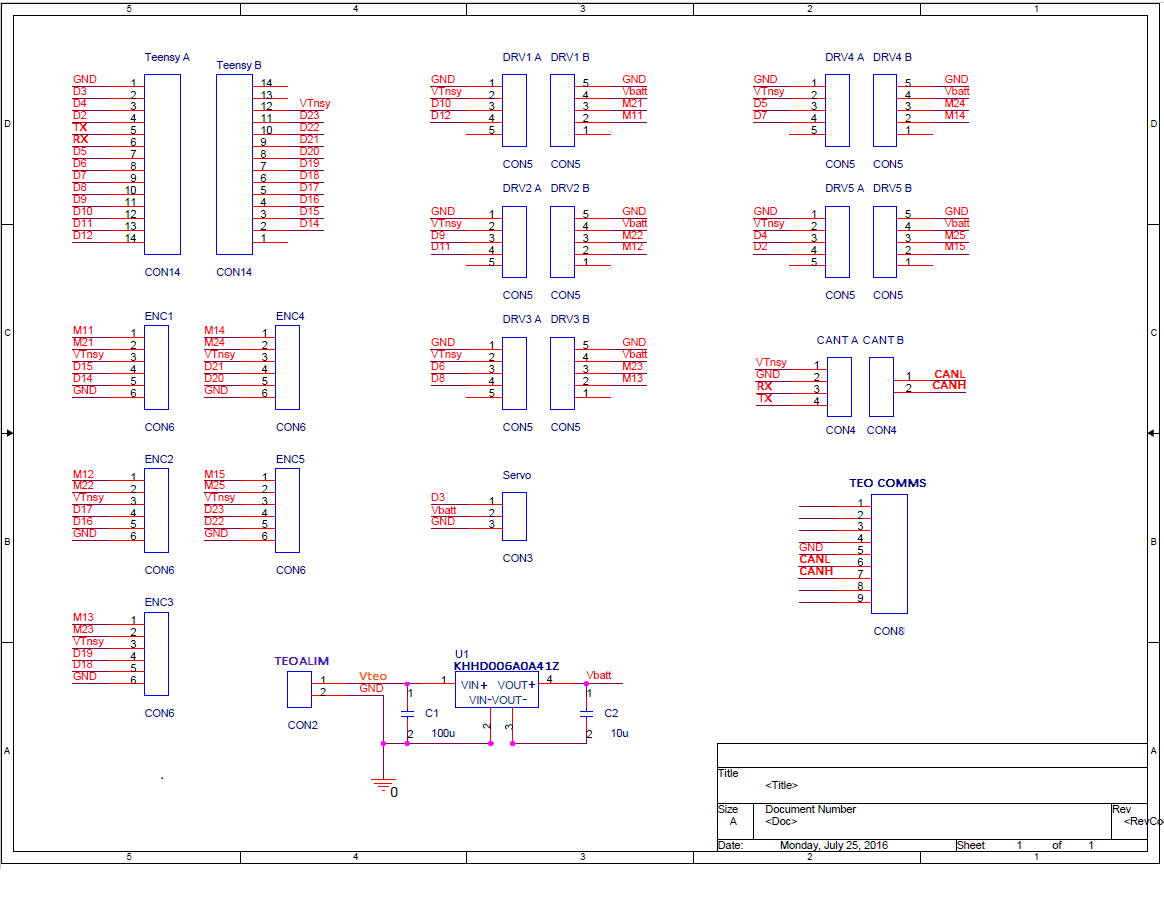 5 4 3 2 1
D D
C C
B B
A A
Teensy A
GND 1
D3 2
D4 3
D2 4
TX 5
RX 6
D5 7
D6 8
D7 9
D8 10
D9 11
D10 12
D11 13
D12 14
CON14
Teensy B
14
13
12 VTnsy
11 D23
10 D22
9 D21
8 D20
7 D19
6 D18
5 D17
4 D16
3 D15
2 D14
1
CON14
DRV1 A DRV1 B
GND 1 5 GND
VTnsy 2 4 Vbatt
D10 3 3 M21
D12 4 2 M11
5 1
CON5 CON5
DRV4 A DRV4 B
GND 1 5 GND
VTnsy 2 4 Vbatt
D5 3 3 M24
D7 4 2 M14
5 1
CON5 CON5
DRV2 A DRV2 B
GND 1 5 GND
VTnsy 2 4 Vbatt
D9 3 3 M22
D11 4 2 M12
5 1
CON5 CON5
DRV5 A DRV5 B
GND 1 5 GND
VTnsy 2 4 Vbatt
D4 3 3 M25
D2 4 2 M15
5 1
CON5 CON5
DRV3 A DRV3 B
GND 1 5 GND
VTnsy 2 4 Vbatt
D6 3 3 M23
D8 4 2 M13
5 1
CON5 CON5
ENC1
M11 1
M21 2
VTnsy 3
D15 4
D14 5
GND 6
CON6
ENC4
M14 1
M24 2
VTnsy 3
D21 4
D20 5
GND 6
CON6
CANT A CANT B
VTnsy 1
GND 2
RX 3
TX 4
1 CANL
2 CANH
CON4 CON4
ENC2
M12 1
M22 2
VTnsy 3
D17 4
D16 5
GND 6
CON6
ENC5
M15 1
M25 2
VTnsy 3
D23 4
D22 5
GND 6
CON6
Servo
D3 1
Vbatt 2
GND 3
CON3
TEO COMMS
1
2
3
4
GND 5
CANL 6
CANH 7
8
9
CON8
ENC3
M13 1
M23 2
VTnsy 3
D19 4
D18 5
GND 6
CON6
TEOALIM
1 Vteo
2 GND
CON2
U1
KHHD006A0A41Z
1 VIN+ VOUT+ 4 Vbatt
VIN- VOUT-
2 3
1 C1
2 100u
1 C2
2 10u
0
Title
<Title>
Size Document Number Rev
A <Doc> <RevCo
Date: Monday, July 25, 2016 Sheet 1 of 1
5 4 3 2 1